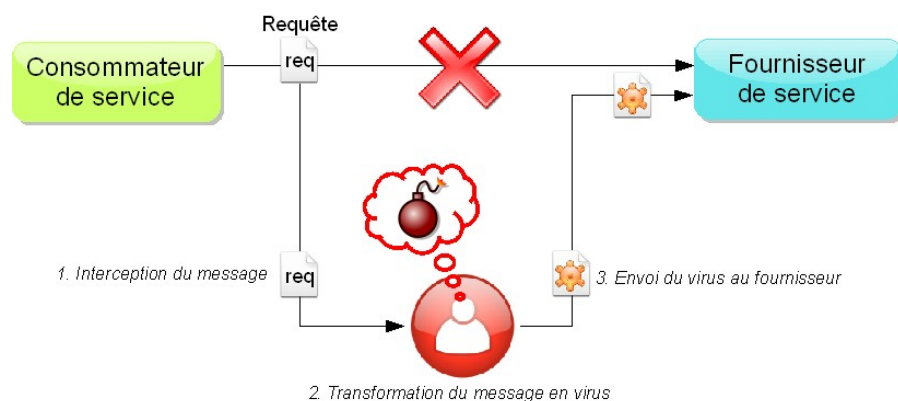 Requête
req
Consommateur
de service
Fournisseur
de service
1. Interception du message
req
3. Envoi du virus au fournisseur
2. Transformation du message en virus